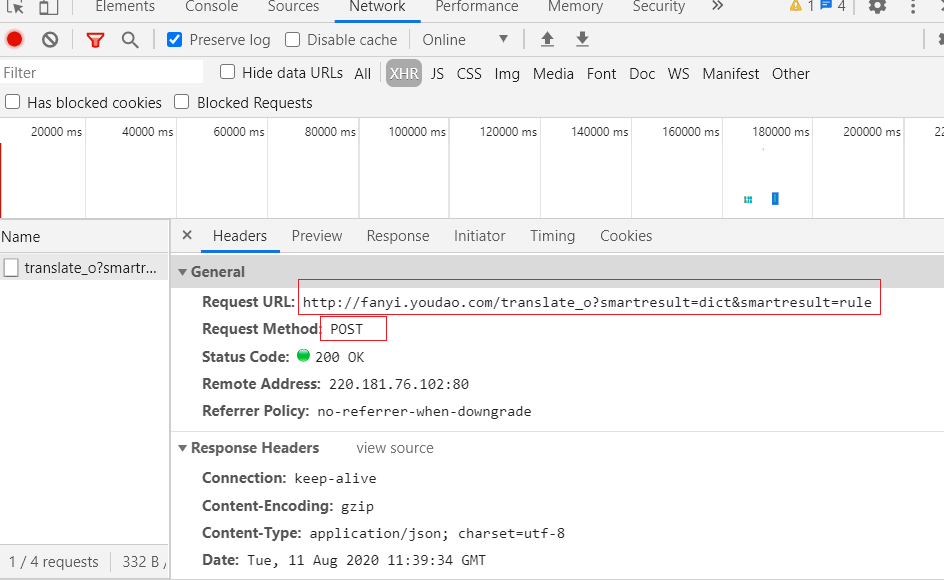 Elements Console Sources Network Performance Memory Security » 1 4
Preserve log Disable cache Online
Filter Hide data URLs All XHR JS CSS Img Media Font Doc WS Manifest Other
Has blocked cookies Blocked Requests
20000 ms 40000 ms 60000 ms 80000 ms 100000 ms 120000 ms 140000 ms 160000 ms 180000 ms 200000 ms
Name × Headers Preview Response Initiator Timing Cookies
translate_o?smartr...
General
Request URL: http://fanyi.youdao.com/translate_o?smartresult=dict&smartresult=rule
Request Method: POST
Status Code: 200 OK
Remote Address: 220.181.76.102:80
Referrer Policy: no-referrer-when-downgrade
Response Headers view source
Connection: keep-alive
Content-Encoding: gzip
Content-Type: application/json; charset=utf-8
Date: Tue, 11 Aug 2020 11:39:34 GMT
1 / 4 requests 332 B /